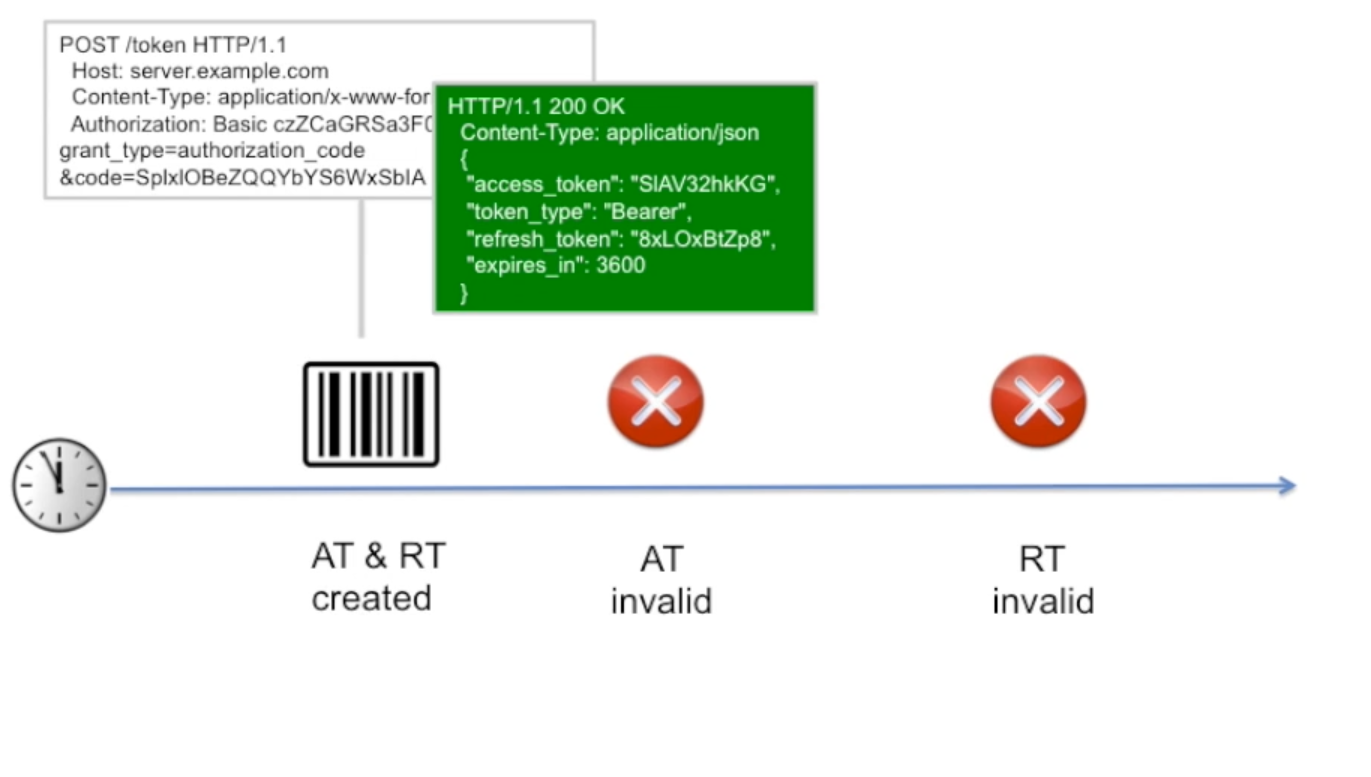 POST /token HTTP/1.1
Host: server.example.com
Content-Type: application/x-www-for
Authorization: Basic czZCaGRSa3F0
grant_type=authorization_code
&code=SplxlOBeZQQYbYS6WxSbIA
HTTP/1.1 200 OK
Content-Type: application/json
{
"access_token": "SlAV32hkKG",
"token_type": "Bearer",
"refresh_token": "8xLOxBtZp8",
"expires_in": 3600
}
AT & RT
created
AT
invalid
RT
invalid